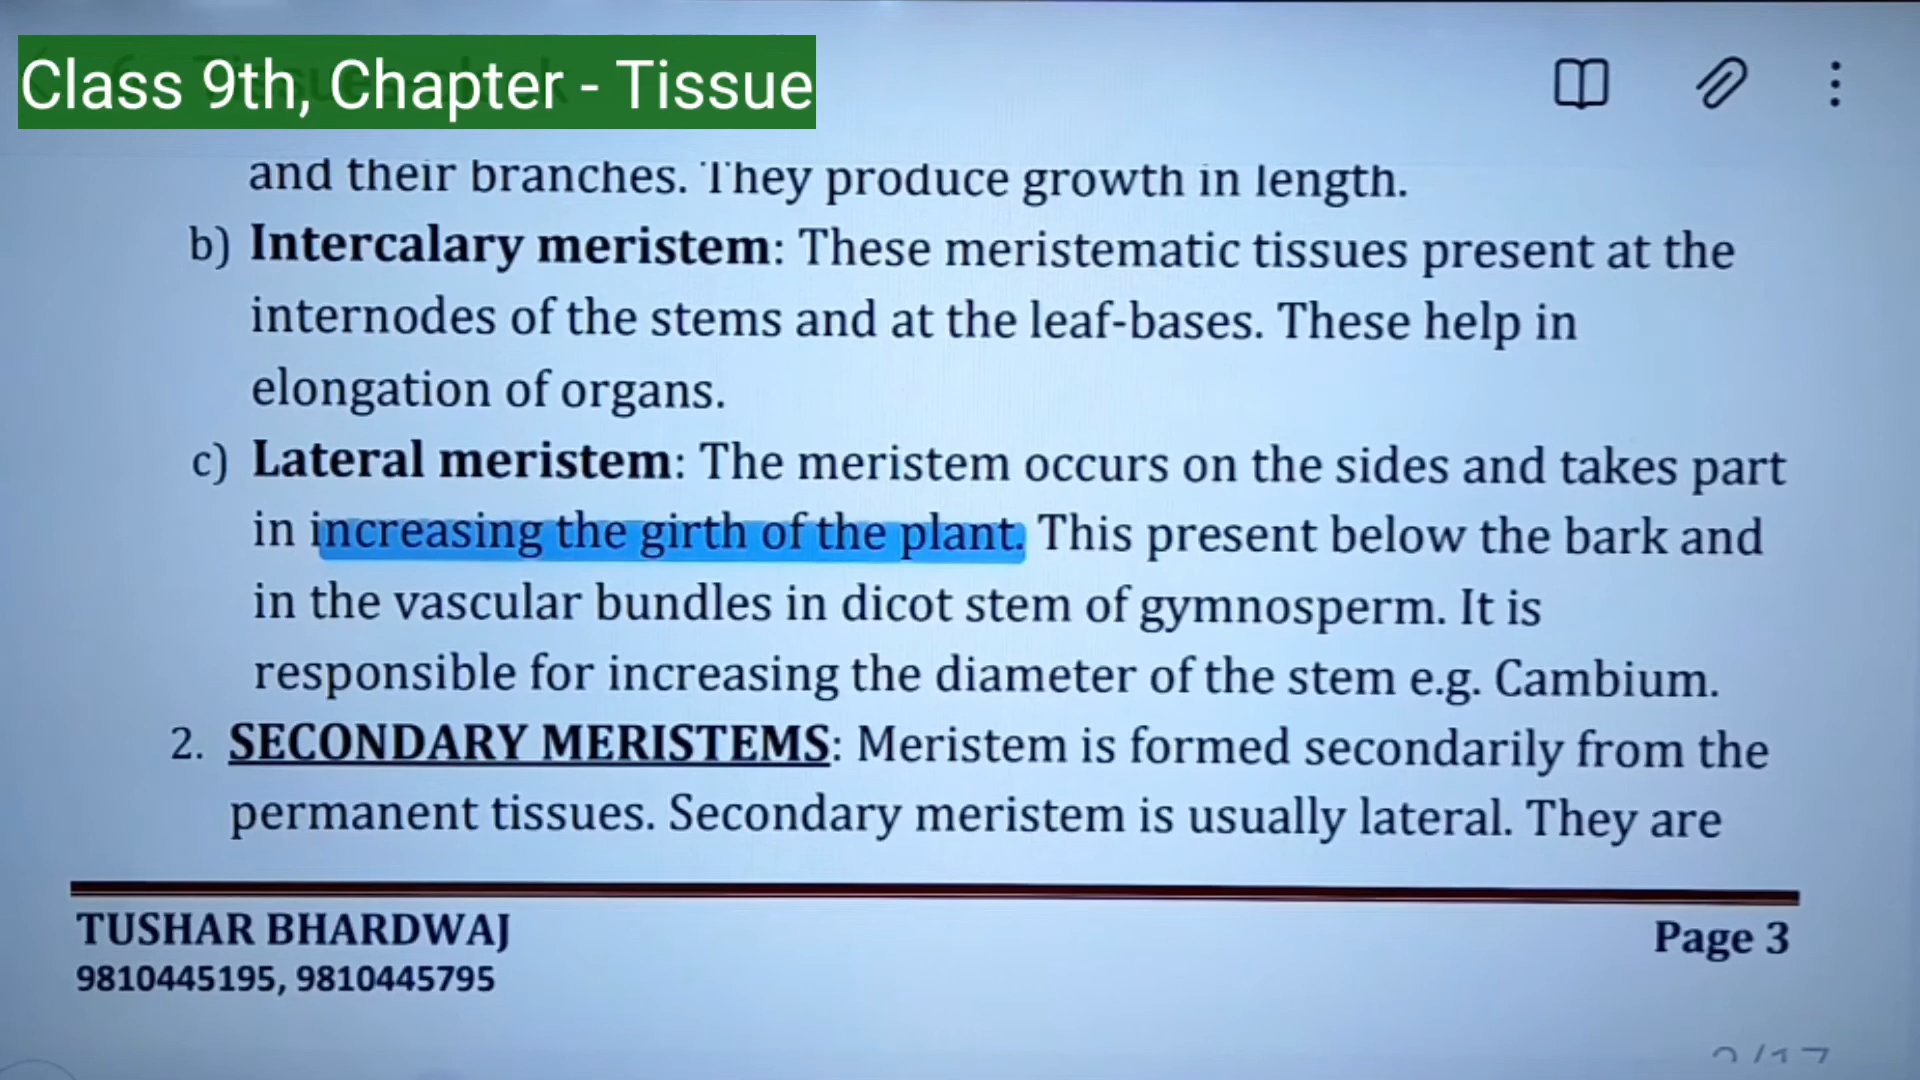 Class 9th, Chapter - Tissue
and their branches. They produce growth in length.
b) Intercalary meristem: These meristematic tissues present at the
internodes of the stems and at the leaf-bases. These help in
elongation of organs.
c) Lateral meristem: The meristem occurs on the sides and takes part
in increasing the girth of the plant. This present below the bark and
in the vascular bundles in dicot stem of gymnosperm. It is
responsible for increasing the diameter of the stem e.g. Cambium.
2. SECONDARY MERISTEMS: Meristem is formed secondarily from the
permanent tissues. Secondary meristem is usually lateral. They are
TUSHAR BHARDWAJ
Page 3
9810445195, 9810445795